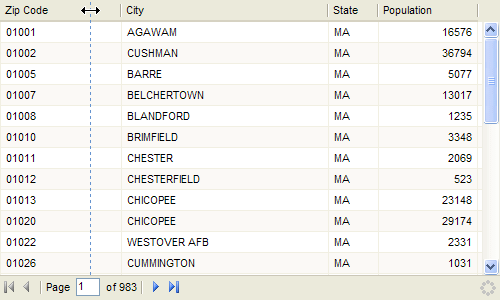 Zip Code City State Population
01001 AGAWAM MA 16576
01002 CUSHMAN MA 36794
01005 BARRE MA 5077
01007 BELCHERTOWN MA 13017
01008 BLANDFORD MA 1235
01010 BRIMFIELD MA 3348
01011 CHESTER MA 2069
01012 CHESTERFIELD MA 523
01013 CHICOPEE MA 23148
01020 CHICOPEE MA 29174
01022 WESTOVER AFB MA 2331
01026 CUMMINGTON MA 1031
Page 1 of 983